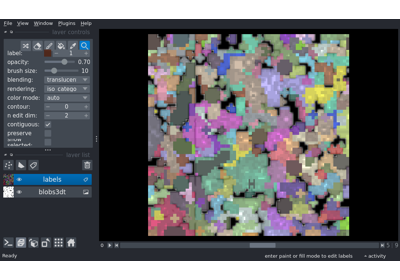 File View Window Plugins Help
layer controls
label: 1
opacity: 0.70
brush size: 10
blending: translucen
rendering: iso_catego
color mode: auto
contour: 0
n edit dim: 2
contiguous:
preserve
selected:
layer list
labels
blobs3dt
Ready
enter paint or fill mode to edit labels
activity